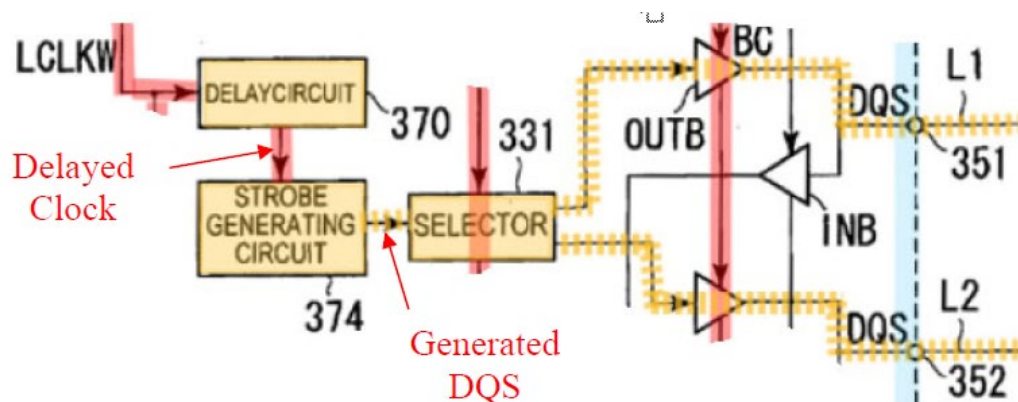 LCLKW
DELAYCIRCUIT
370
Delayed
Clock
STROBE
GENERATING
CIRCUIT
374
331
SELECTOR
Generated
DQS
BC
OUTB
INB
DQS
L1
351
DQS
L2
352